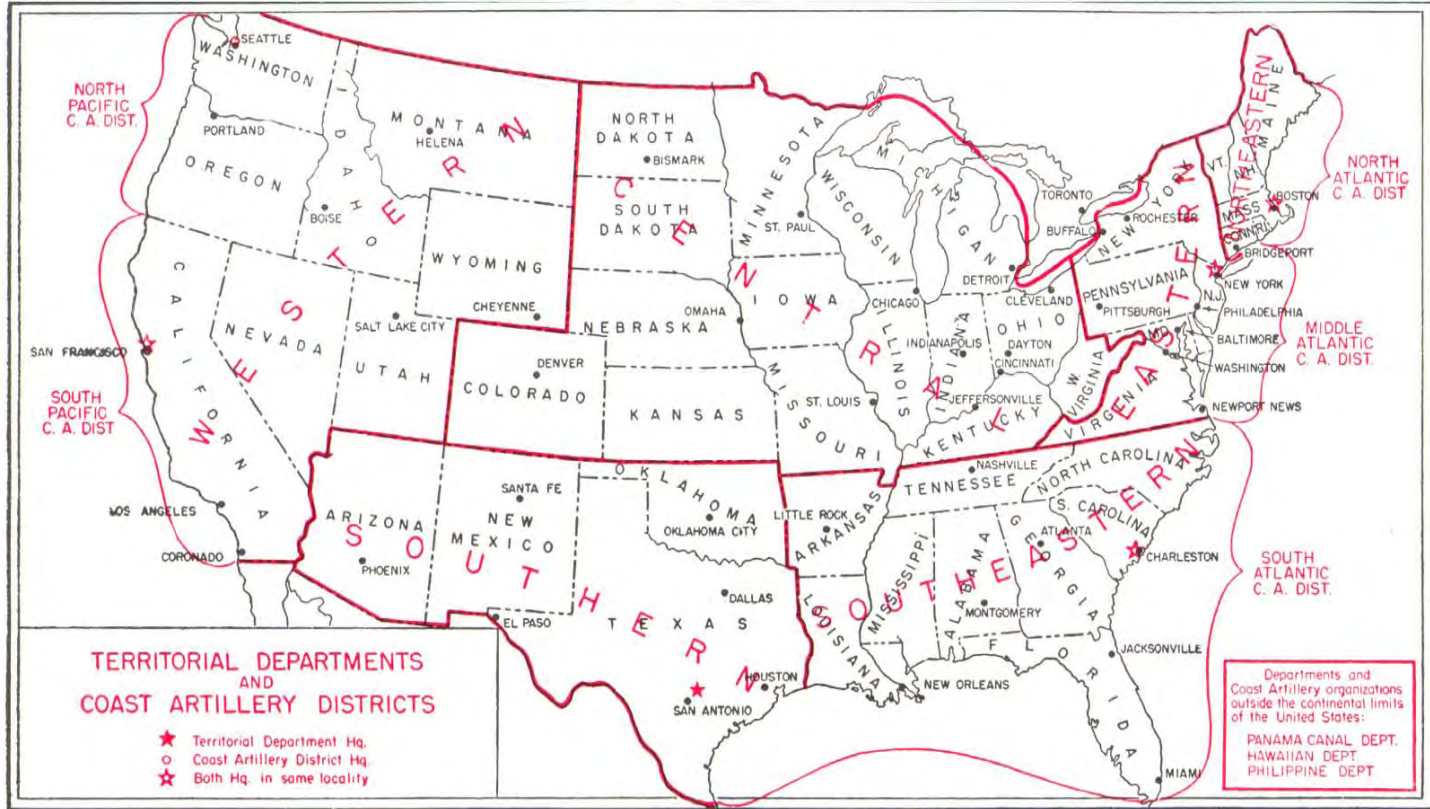 TERRITORIAL DEPARTMENTS
AND
COAST ARTILLERY DISTRICTS
Territorial Department Hq.
Coast Artillery District Hq.
Both Hq. in same locality
Departments and
Coast Artillery organizations
outside the continental limits
of the United States:
PANAMA CANAL DEPT.
HAWAIIAN DEPT.
PHILIPPINE DEPT
NORTH
PACIFIC
C. A. DIST.
SOUTH
PACIFIC
C. A. DIST
NORTH
ATLANTIC
C. A. DIST
MIDDLE
ATLANTIC
C. A. DIST.
SOUTH
ATLANTIC
C. A. DIST.
WESTERN
CENTRAL
SOUTHERN
SOUTHEASTERN
EASTERN
NORTHEASTERN
SEATTLE
WASHINGTON
PORTLAND
OREGON
IDAHO
BOISE
MONTANA
HELENA
WYOMING
CHEYENNE
CALIFORNIA
SAN FRANCISCO
LOS ANGELES
CORONADO
NEVADA
SALT LAKE CITY
UTAH
DENVER
COLORADO
ARIZONA
PHOENIX
SANTA FE
NEW
MEXICO
EL PASO
NORTH
DAKOTA
BISMARK
SOUTH
DAKOTA
NEBRASKA
OMAHA
KANSAS
OKLAHOMA
OKLAHOMA CITY
TEXAS
DALLAS
HOUSTON
SAN ANTONIO
MINNESOTA
ST. PAUL
IOWA
MISSOURI
ST. LOUIS
WISCONSIN
MICHIGAN
DETROIT
CHICAGO
ILLINOIS
INDIANA
INDIANAPOLIS
OHIO
CLEVELAND
DAYTON
CINCINNATI
JEFFERSONVILLE
KENTUCKY
W.
VIRGINIA
VIRGINIA
ARKANSAS
LITTLE ROCK
LOUISIANA
NEW ORLEANS
MISSISSIPPI
ALABAMA
MONTGOMERY
TENNESSEE
NASHVILLE
NORTH CAROLINA
S. CAROLINA
CHARLESTON
GEORGIA
ATLANTA
FLORIDA
JACKSONVILLE
MIAMI
TORONTO
BUFFALO
ROCHESTER
NEW YORK
PENNSYLVANIA
PITTSBURGH
N.J.
MD.
MAINE
VT.
N.H.
MASS
CONN.
R.I.
BOSTON
BRIDGEPORT
NEW YORK
PHILADELPHIA
BALTIMORE
WASHINGTON
NEWPORT NEWS